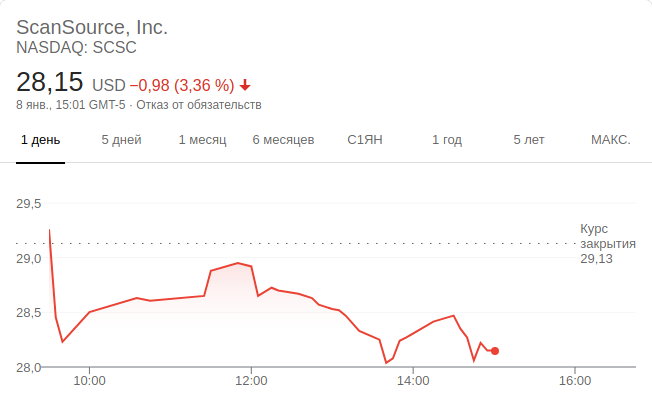 ScanSource, Inc.
NASDAQ: SCSC
28,15 USD −0,98 (3,36 %)
8 янв., 15:01 GMT-5 · Отказ от обязательств
1 день 5 дней 1 месяц 6 месяцев С1ЯН 1 год 5 лет МАКС.
29,5
Курс
закрытия
29,13
29,0
28,5
28,0
10:00 12:00 14:00 16:00